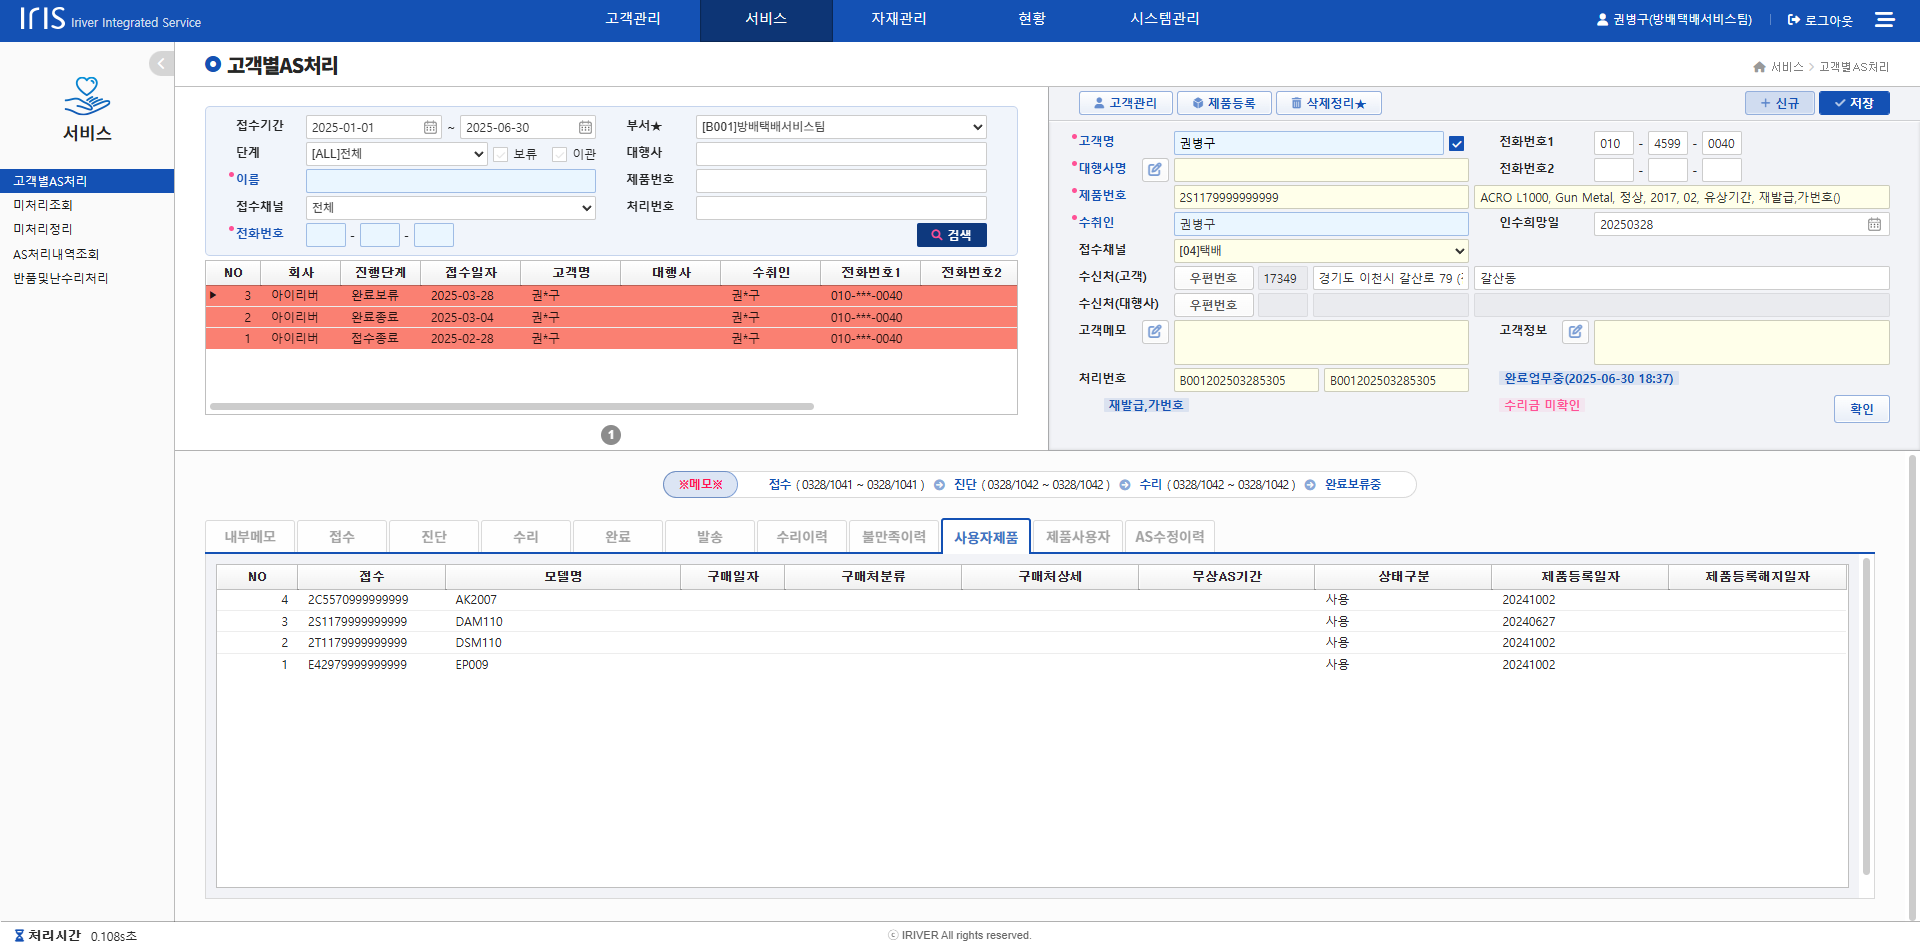 IRIS Iriver Integrated Service
고객관리
서비스
자재관리
현황
시스템관리
권병구(방배택배서비스팀)
로그아웃
서비스
고객별AS처리
미처리조회
미처리정리
AS처리내역조회
반품및난수리처리
고객별AS처리
서비스 > 고객별AS처리
접수기간 2025-01-01 ~ 2025-06-30 부서★ [B001]방배택배서비스팀
단계 [ALL]전체 보류 이관 대행사
이름 제품번호
접수채널 전체 처리번호
전화번호 - - 검색
NO 회사 진행단계 접수일자 고객명 대행사 수취인 전화번호1 전화번호2
3 아이리버 완료보류 2025-03-28 권*구 권*구 010-***-0040
2 아이리버 완료종료 2025-03-04 권*구 권*구 010-***-0040
1 아이리버 접수종료 2025-02-28 권*구 권*구 010-***-0040
1
고객관리 제품등록 삭제정리★ 신규 저장
고객명 권병구 전화번호1 010 - 4599 - 0040
대행사명 전화번호2 - -
제품번호 2S1179999999999 ACRO L1000, Gun Metal, 정상, 2017, 02, 유상기간, 재발급,가번호()
수취인 권병구 인수희망일 20250328
접수채널 [04]택배
수신처(고객) 우편번호 17349 경기도 이천시 갈산로 79 (갈산동
수신처(대행사) 우편번호
고객메모 고객정보
처리번호 B001202503285305 B001202503285305 완료업무중(2025-06-30 18:37)
재발급,가번호 수리금 미확인 확인
※메모※ 접수 ( 0328/1041 ~ 0328/1041 ) 진단 ( 0328/1042 ~ 0328/1042 ) 수리 ( 0328/1042 ~ 0328/1042 ) 완료보류중
내부메모 접수 진단 수리 완료 발송 수리이력 불만족이력 사용자제품 제품사용자 AS수정이력
NO 접수 모델명 구매일자 구매처분류 구매처상세 무상AS기간 상태구분 제품등록일자 제품등록해지일자
4 2C5570999999999 AK2007 사용 20241002
3 2S1179999999999 DAM110 사용 20240627
2 2T1179999999999 DSM110 사용 20241002
1 E42979999999999 EP009 사용 20241002
처리시간 0.108s초
ⓒ IRIVER All rights reserved.